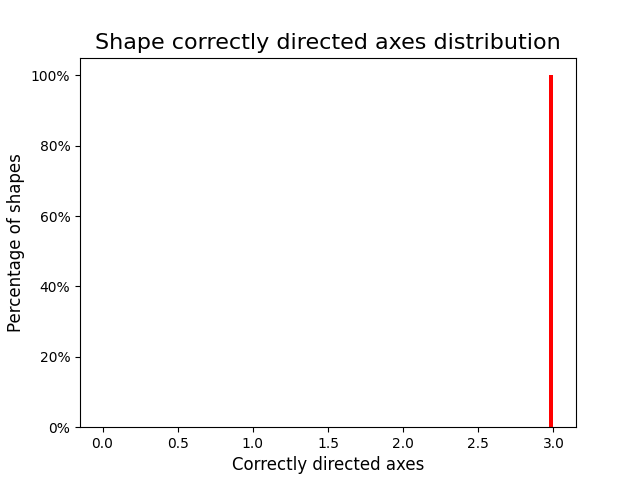 Shape correctly directed axes distribution
Percentage of shapes
100%
80%
60%
40%
20%
0%
0.0 0.5 1.0 1.5 2.0 2.5 3.0
Correctly directed axes